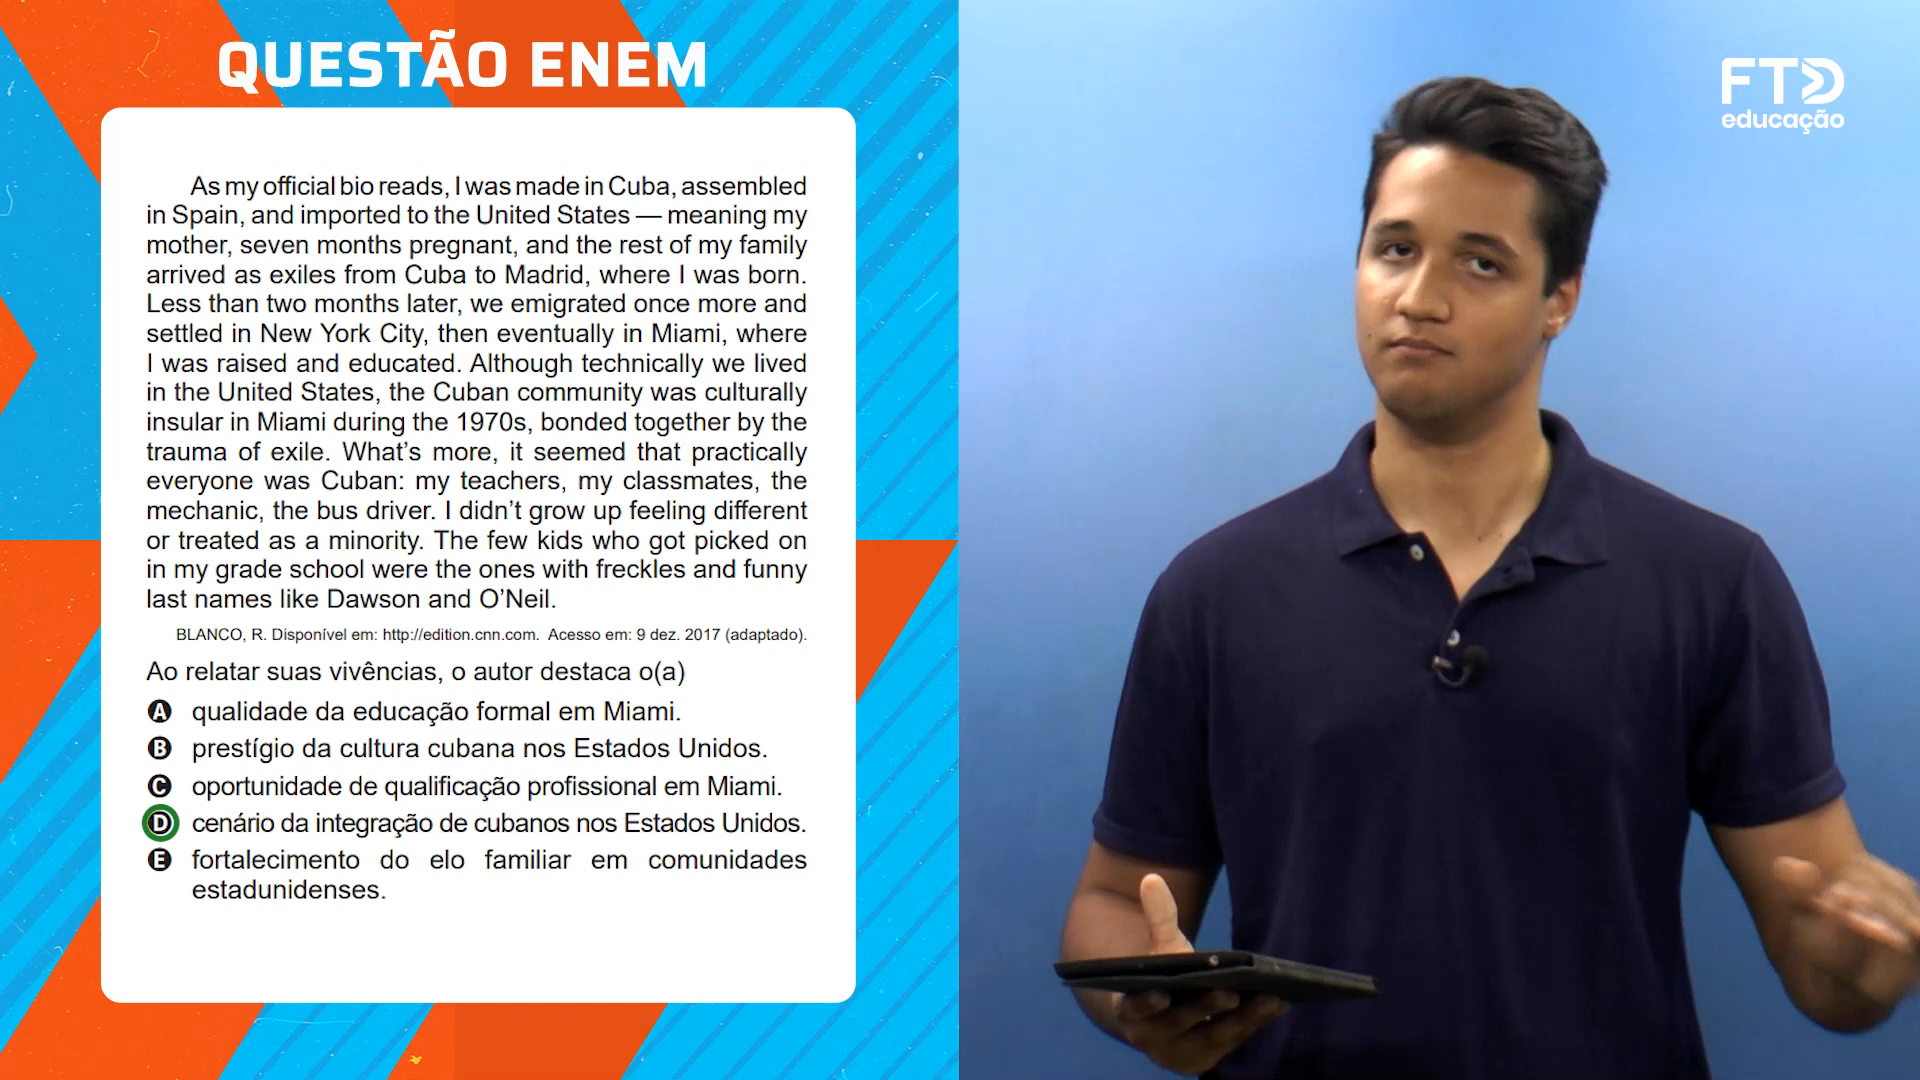 QUESTÃO ENEM
FTD
educação
As my official bio reads, I was made in Cuba, assembled
in Spain, and imported to the United States — meaning my
mother, seven months pregnant, and the rest of my family
arrived as exiles from Cuba to Madrid, where I was born.
Less than two months later, we emigrated once more and
settled in New York City, then eventually in Miami, where
I was raised and educated. Although technically we lived
in the United States, the Cuban community was culturally
insular in Miami during the 1970s, bonded together by the
trauma of exile. What’s more, it seemed that practically
everyone was Cuban: my teachers, my classmates, the
mechanic, the bus driver. I didn’t grow up feeling different
or treated as a minority. The few kids who got picked on
in my grade school were the ones with freckles and funny
last names like Dawson and O’Neil.
BLANCO, R. Disponível em: http://edition.cnn.com. Acesso em: 9 dez. 2017 (adaptado).
Ao relatar suas vivências, o autor destaca o(a)
A qualidade da educação formal em Miami.
B prestígio da cultura cubana nos Estados Unidos.
C oportunidade de qualificação profissional em Miami.
D cenário da integração de cubanos nos Estados Unidos.
E fortalecimento do elo familiar em comunidades
estadunidenses.